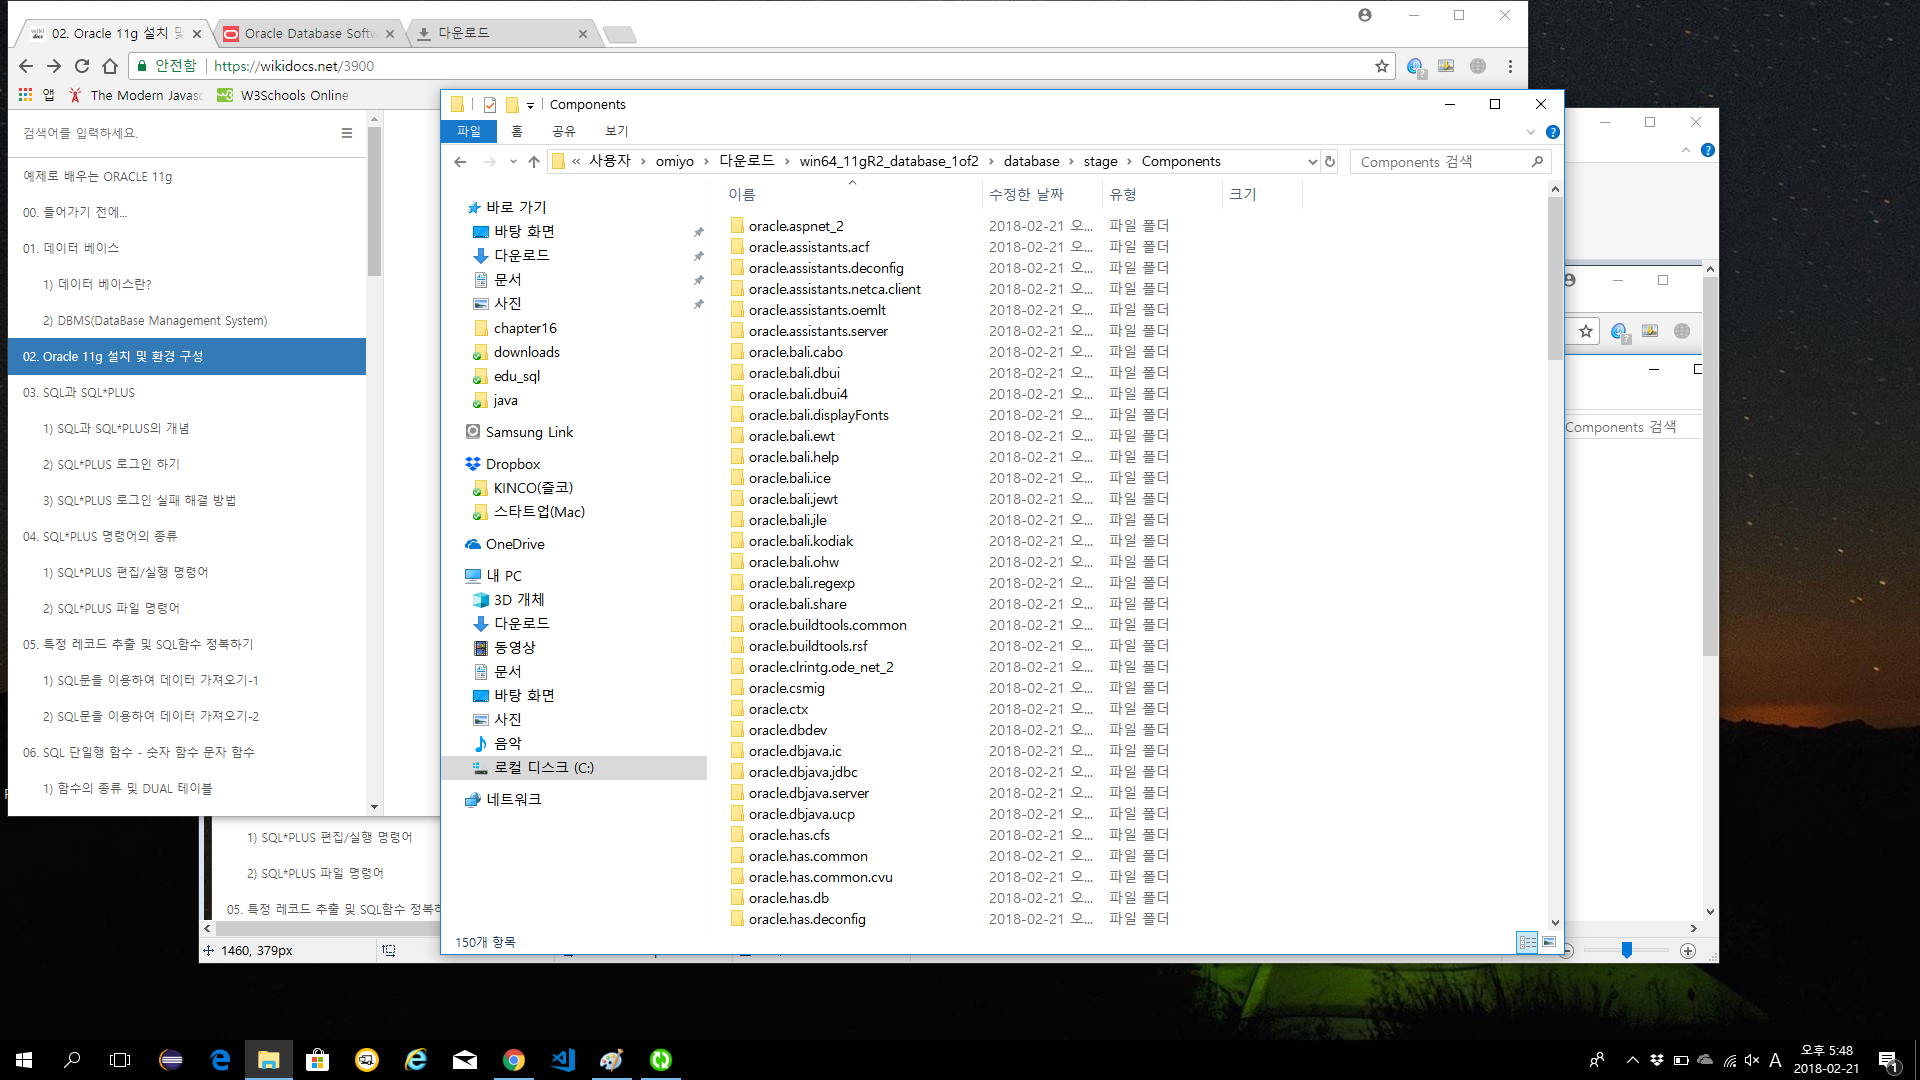 02. Oracle 11g 설치 및
Oracle Database Softw
다운로드
안전함
https://wikidocs.net/3900
앱
The Modern Javasc
W3Schools Online
검색어를 입력하세요.
예제로 배우는 ORACLE 11g
00. 들어가기 전에...
01. 데이터 베이스
1) 데이터 베이스란?
2) DBMS(DataBase Management System)
02. Oracle 11g 설치 및 환경 구성
03. SQL과 SQL*PLUS
1) SQL과 SQL*PLUS의 개념
2) SQL*PLUS 로그인 하기
3) SQL*PLUS 로그인 실패 해결 방법
04. SQL*PLUS 명령어의 종류
1) SQL*PLUS 편집/실행 명령어
2) SQL*PLUS 파일 명령어
05. 특정 레코드 추출 및 SQL함수 정복하기
1) SQL문을 이용하여 데이터 가져오기-1
2) SQL문을 이용하여 데이터 가져오기-2
06. SQL 단일행 함수 - 숫자 함수 문자 함수
1) 함수의 종류 및 DUAL 테이블
1) SQL*PLUS 편집/실행 명령어
2) SQL*PLUS 파일 명령어
05. 특정 레코드 추출 및 SQL함수 정복하
1460, 379px
Components
파일 홈 공유 보기
« 사용자 › omiyo › 다운로드 › win64_11gR2_database_1of2 › database › stage › Components
Components 검색
바로 가기
바탕 화면
다운로드
문서
사진
chapter16
downloads
edu_sql
java
Samsung Link
Dropbox
KINCO(즐코)
스타트업(Mac)
OneDrive
내 PC
3D 개체
다운로드
동영상
문서
바탕 화면
사진
음악
로컬 디스크 (C:)
네트워크
이름 수정한 날짜 유형 크기
oracle.aspnet_2 2018-02-21 오... 파일 폴더
oracle.assistants.acf 2018-02-21 오... 파일 폴더
oracle.assistants.deconfig 2018-02-21 오... 파일 폴더
oracle.assistants.netca.client 2018-02-21 오... 파일 폴더
oracle.assistants.oemlt 2018-02-21 오... 파일 폴더
oracle.assistants.server 2018-02-21 오... 파일 폴더
oracle.bali.cabo 2018-02-21 오... 파일 폴더
oracle.bali.dbui 2018-02-21 오... 파일 폴더
oracle.bali.dbui4 2018-02-21 오... 파일 폴더
oracle.bali.displayFonts 2018-02-21 오... 파일 폴더
oracle.bali.ewt 2018-02-21 오... 파일 폴더
oracle.bali.help 2018-02-21 오... 파일 폴더
oracle.bali.ice 2018-02-21 오... 파일 폴더
oracle.bali.jewt 2018-02-21 오... 파일 폴더
oracle.bali.jle 2018-02-21 오... 파일 폴더
oracle.bali.kodiak 2018-02-21 오... 파일 폴더
oracle.bali.ohw 2018-02-21 오... 파일 폴더
oracle.bali.regexp 2018-02-21 오... 파일 폴더
oracle.bali.share 2018-02-21 오... 파일 폴더
oracle.buildtools.common 2018-02-21 오... 파일 폴더
oracle.buildtools.rsf 2018-02-21 오... 파일 폴더
oracle.clrintg.ode_net_2 2018-02-21 오... 파일 폴더
oracle.csmig 2018-02-21 오... 파일 폴더
oracle.ctx 2018-02-21 오... 파일 폴더
oracle.dbdev 2018-02-21 오... 파일 폴더
oracle.dbjava.ic 2018-02-21 오... 파일 폴더
oracle.dbjava.jdbc 2018-02-21 오... 파일 폴더
oracle.dbjava.server 2018-02-21 오... 파일 폴더
oracle.dbjava.ucp 2018-02-21 오... 파일 폴더
oracle.has.cfs 2018-02-21 오... 파일 폴더
oracle.has.common 2018-02-21 오... 파일 폴더
oracle.has.common.cvu 2018-02-21 오... 파일 폴더
oracle.has.db 2018-02-21 오... 파일 폴더
oracle.has.deconfig 2018-02-21 오... 파일 폴더
150개 항목
Components 검색
A
오후 5:48
2018-02-21
1